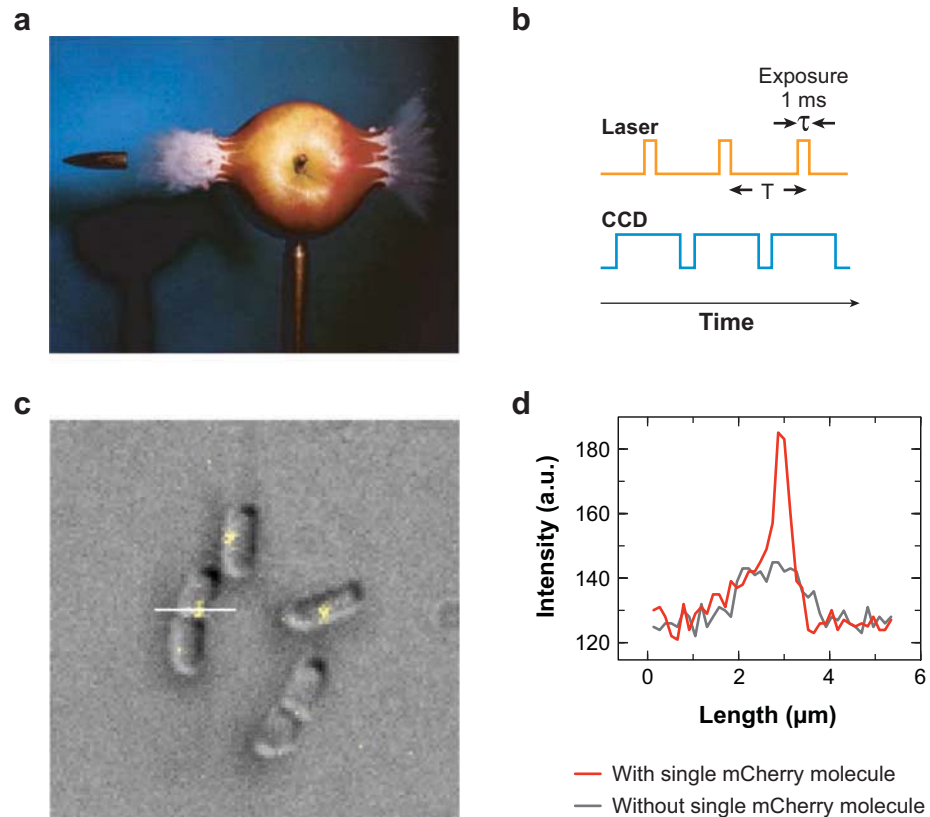 a
b
Exposure
1 ms
τ
Laser
T
CCD
Time
c
d
180
160
140
120
Intensity (a.u.)
0
2
4
6
Length (μm)
With single mCherry molecule
Without single mCherry molecule